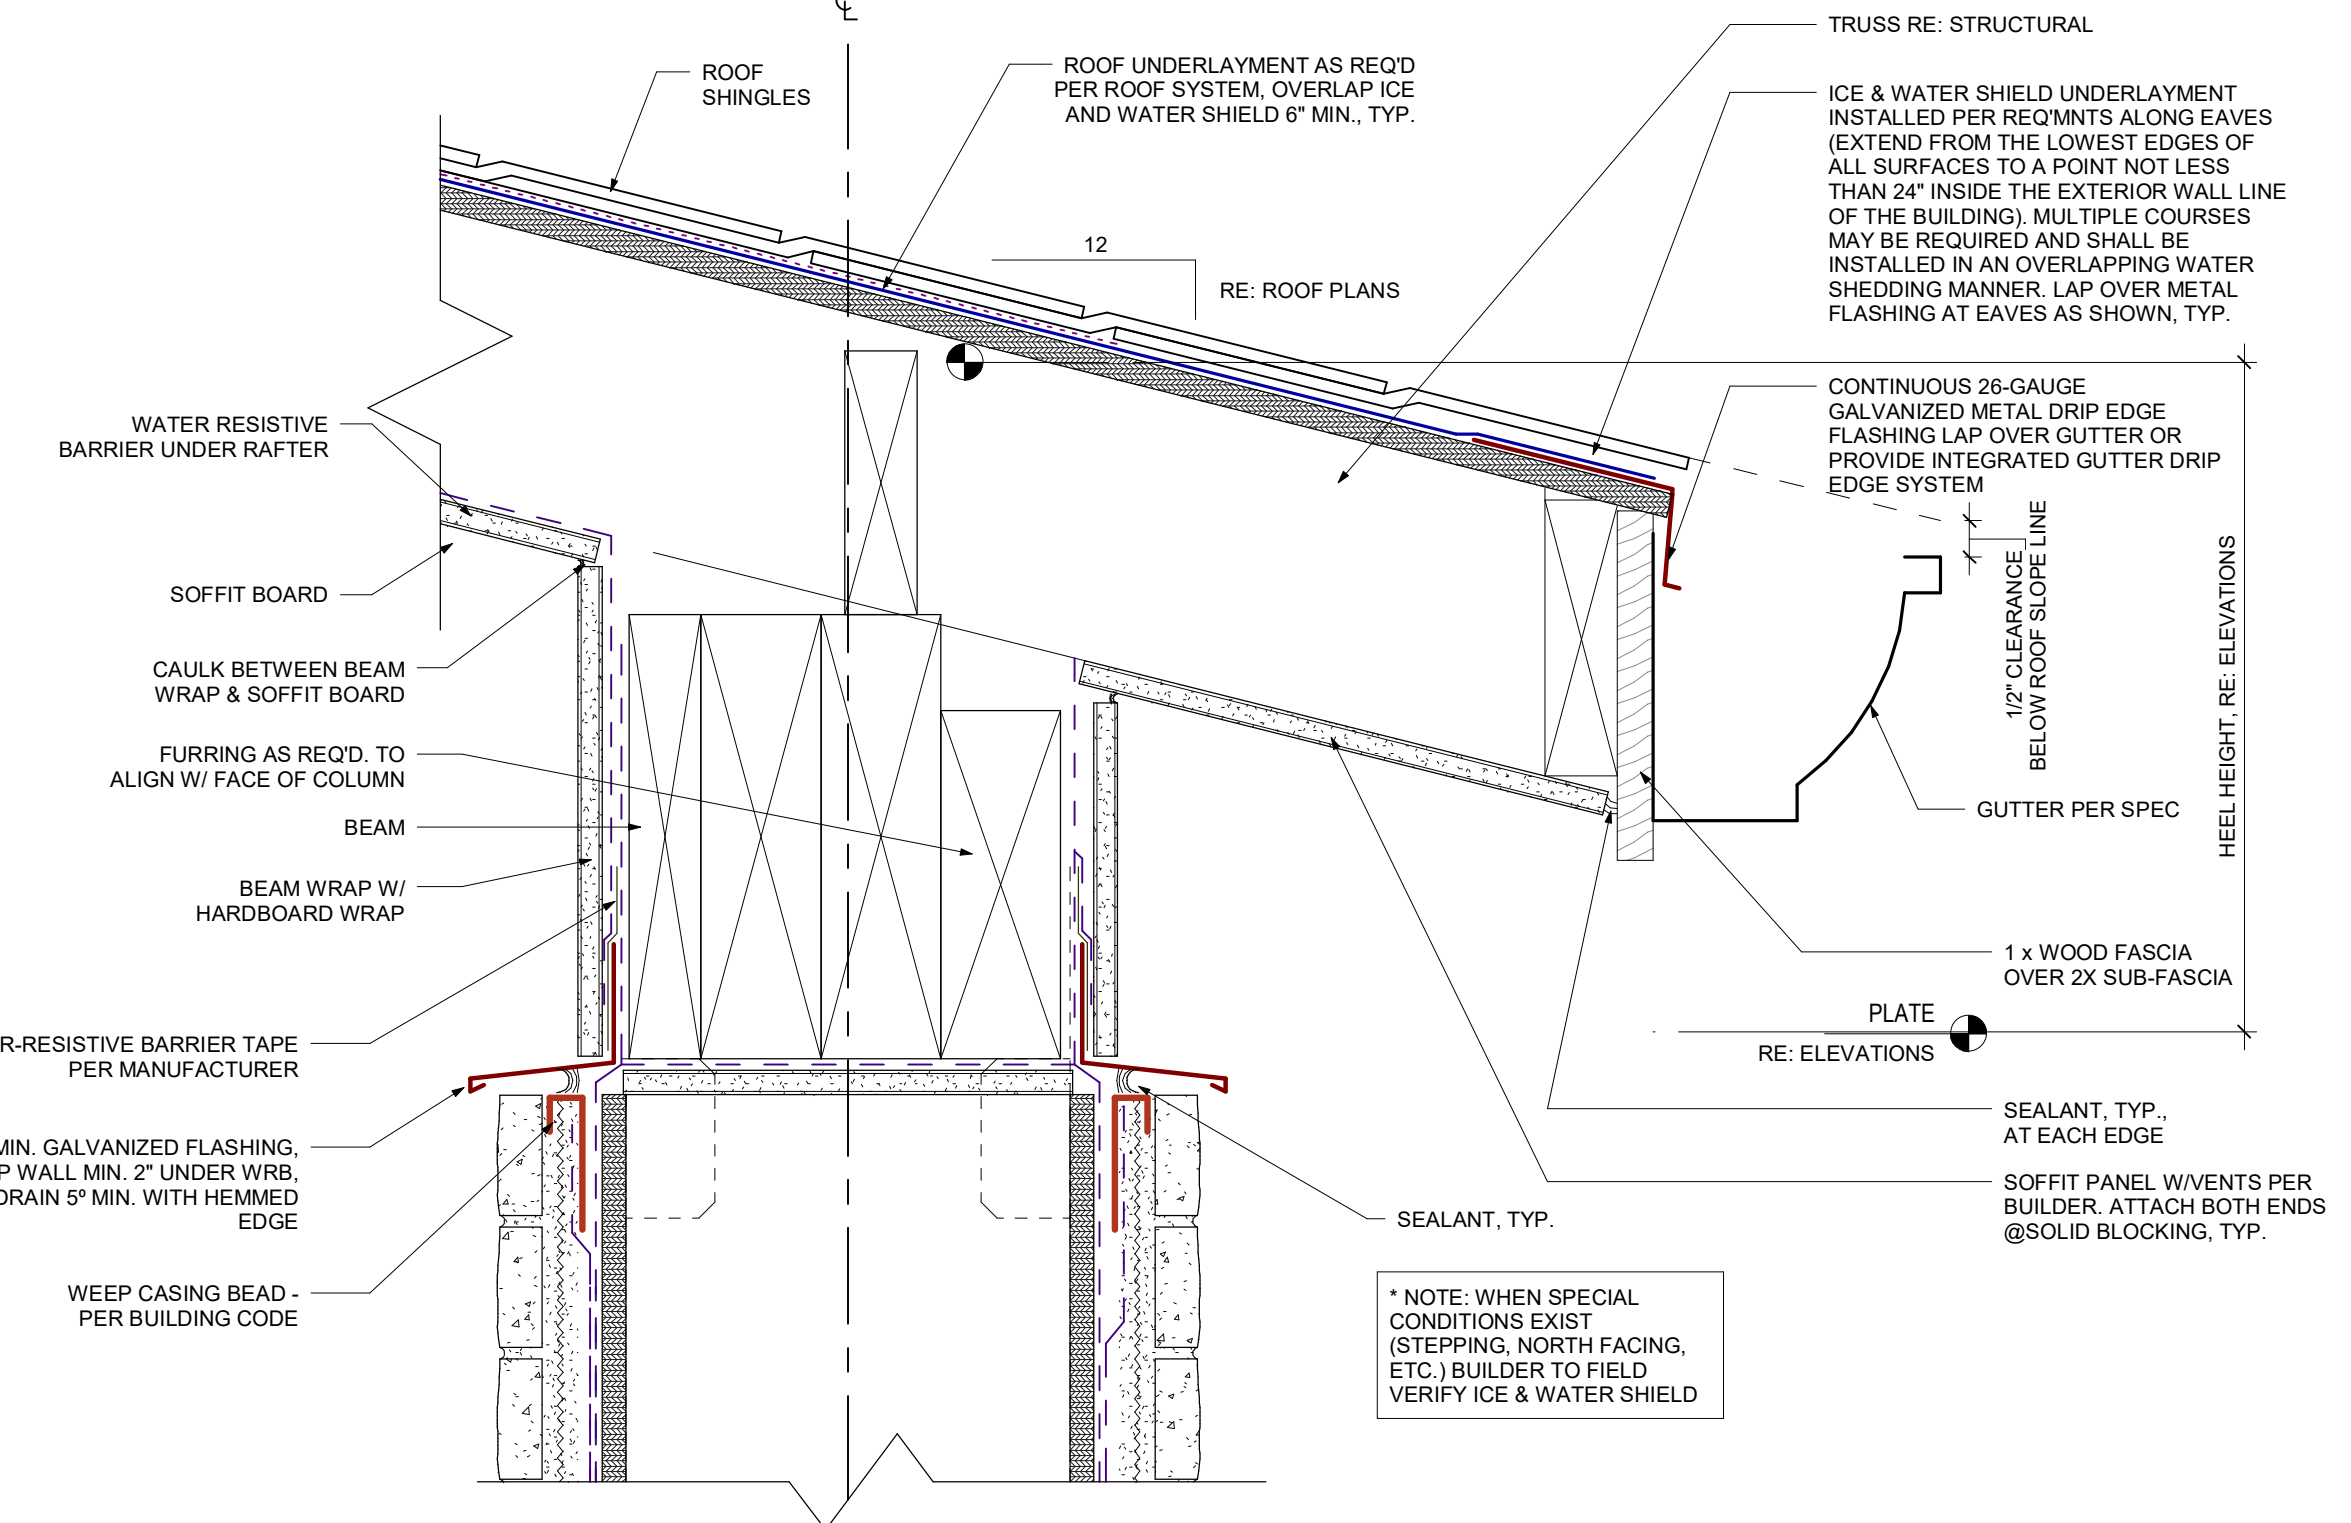 ROOF
SHINGLES
ROOF UNDERLAYMENT AS REQ'D
PER ROOF SYSTEM, OVERLAP ICE
AND WATER SHIELD 6" MIN., TYP.
TRUSS RE: STRUCTURAL
ICE & WATER SHIELD UNDERLAYMENT
INSTALLED PER REQ'MNTS ALONG EAVES
(EXTEND FROM THE LOWEST EDGES OF
ALL SURFACES TO A POINT NOT LESS
THAN 24" INSIDE THE EXTERIOR WALL LINE
OF THE BUILDING). MULTIPLE COURSES
MAY BE REQUIRED AND SHALL BE
INSTALLED IN AN OVERLAPPING WATER
SHEDDING MANNER. LAP OVER METAL
FLASHING AT EAVES AS SHOWN, TYP.
12
RE: ROOF PLANS
CONTINUOUS 26-GAUGE
GALVANIZED METAL DRIP EDGE
FLASHING LAP OVER GUTTER OR
PROVIDE INTEGRATED GUTTER DRIP
EDGE SYSTEM
WATER RESISTIVE
BARRIER UNDER RAFTER
SOFFIT BOARD
CAULK BETWEEN BEAM
WRAP & SOFFIT BOARD
FURRING AS REQ'D. TO
ALIGN W/ FACE OF COLUMN
BEAM
BEAM WRAP W/
HARDBOARD WRAP
R-RESISTIVE BARRIER TAPE
PER MANUFACTURER
MIN. GALVANIZED FLASHING,
P WALL MIN. 2" UNDER WRB,
DRAIN 5º MIN. WITH HEMMED
EDGE
WEEP CASING BEAD -
PER BUILDING CODE
1/2" CLEARANCE
BELOW ROOF SLOPE LINE
HEEL HEIGHT, RE: ELEVATIONS
GUTTER PER SPEC
1 x WOOD FASCIA
OVER 2X SUB-FASCIA
PLATE
RE: ELEVATIONS
SEALANT, TYP.,
AT EACH EDGE
SOFFIT PANEL W/VENTS PER
BUILDER. ATTACH BOTH ENDS
@SOLID BLOCKING, TYP.
SEALANT, TYP.
* NOTE: WHEN SPECIAL
CONDITIONS EXIST
(STEPPING, NORTH FACING,
ETC.) BUILDER TO FIELD
VERIFY ICE & WATER SHIELD